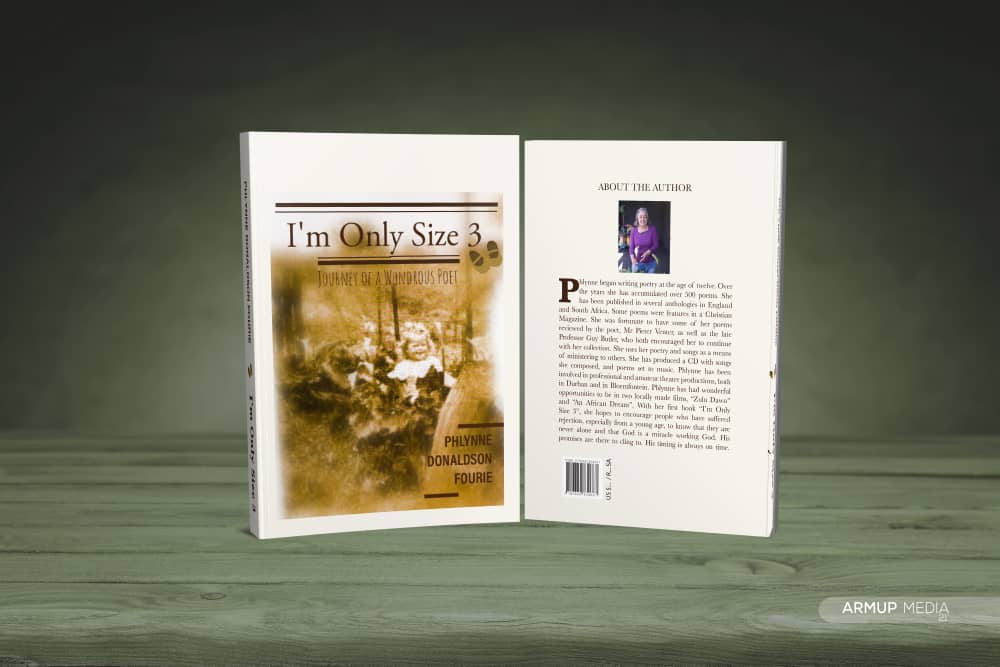 I'm Only Size 3
Journey of a Wondrous Poet
PHLYNNE
DONALDSON
FOURIE
PHLYNNE DONALDSON FOURIE
I'm Only Size 3
ABOUT THE AUTHOR
Phlynne began writing poetry at the age of twelve. Over
the years she has accumulated over 500 poems. She
has been published in several anthologies in England
and South Africa. Some poems were features in a Christian
Magazine. She was fortunate to have some of her poems
reviewed by the poet, Mr Pieter Venter, as well as the late
Professor Guy Butler, who both encouraged her to continue
with her collection. She uses her poetry and songs as a means
of ministering to others. She has produced a CD with songs
she composed, and poems set to music. Phlynne has been
involved in professional and amateur theatre productions, both
in Durban and in Bloemfontein. Phlynne has had wonderful
opportunities to be in two locally made films, “Zulu Dawn”
and “An African Dream”. With her first book “I'm Only
Size 3”, she hopes to encourage people who have suffered
rejection, especially from a young age, to know that they are
never alone and that God is a miracle working God. His
promises are there to cling to. His timing is always on time.
US $... / R...SA
ARMUP MEDIA
21